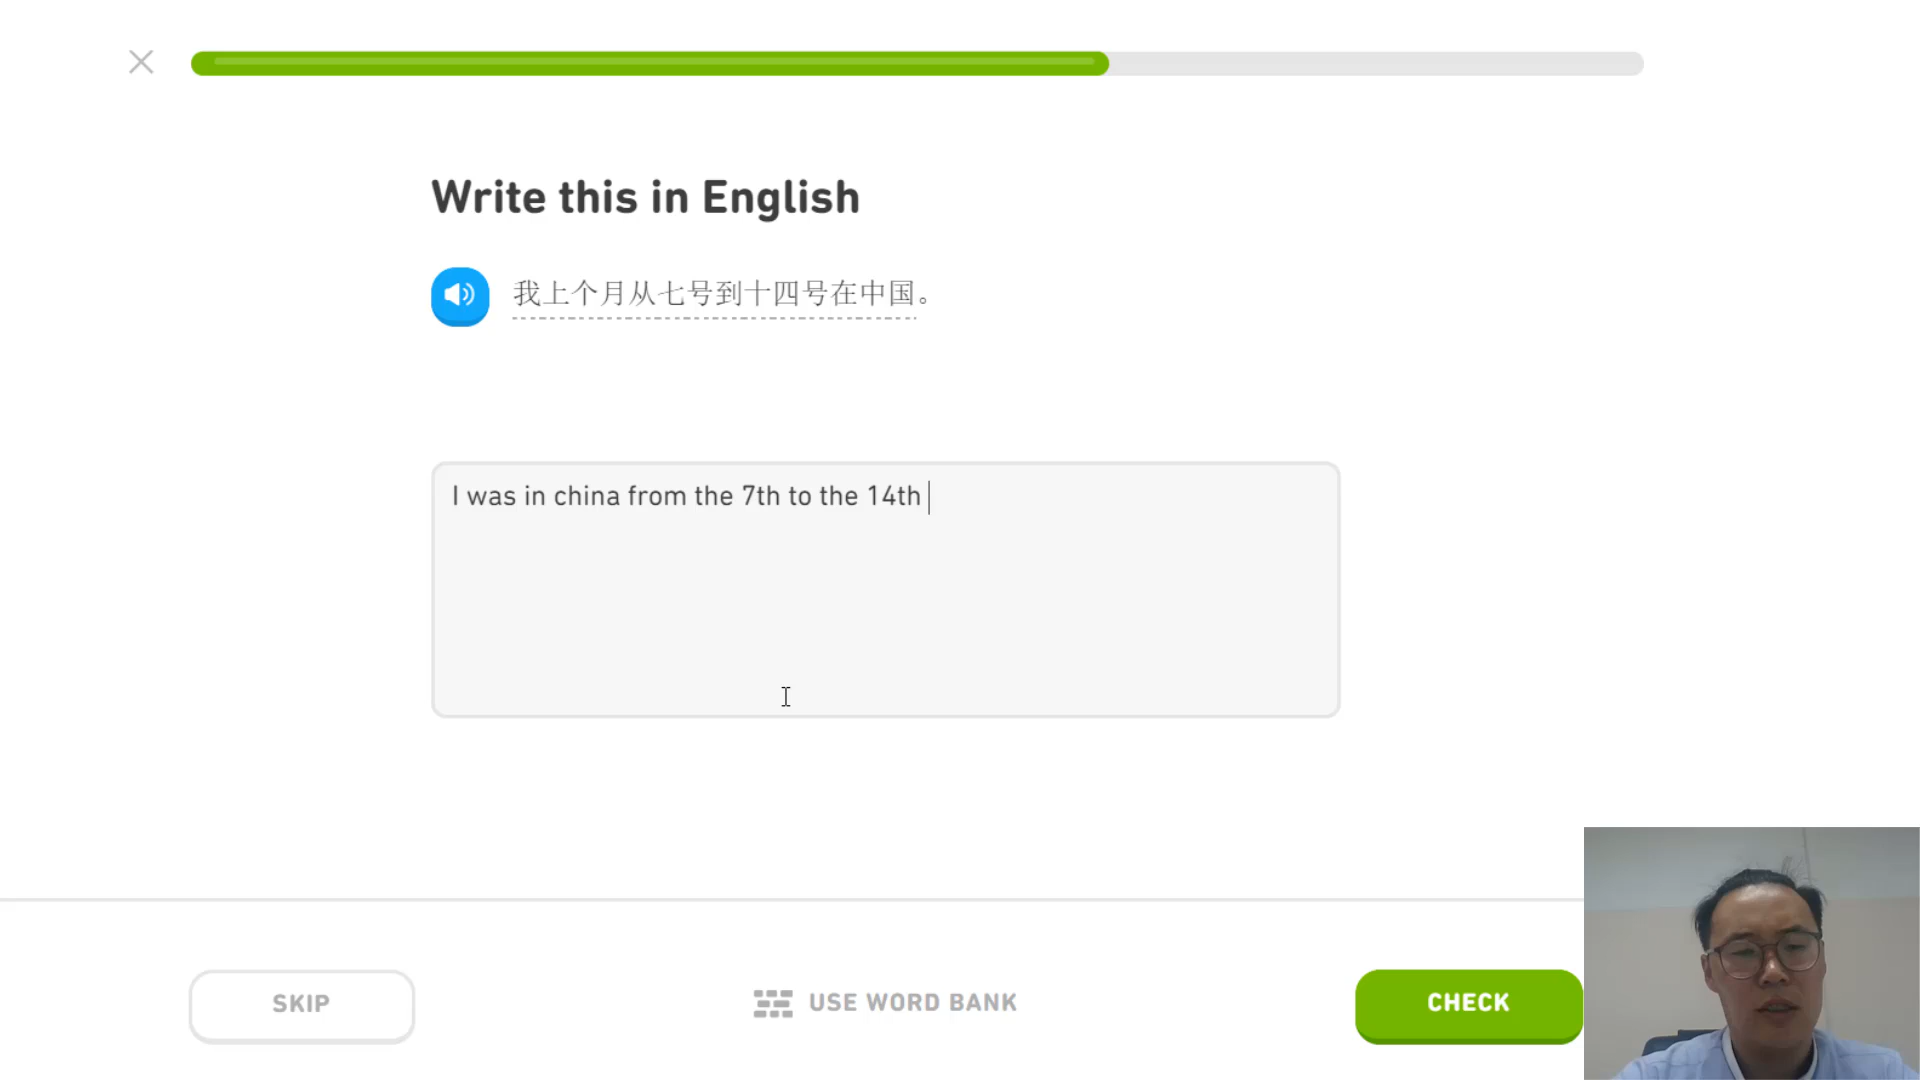 Write this in English
我上个月从七号到十四号在中国。
I was in china from the 7th to the 14th
SKIP
USE WORD BANK
CHECK